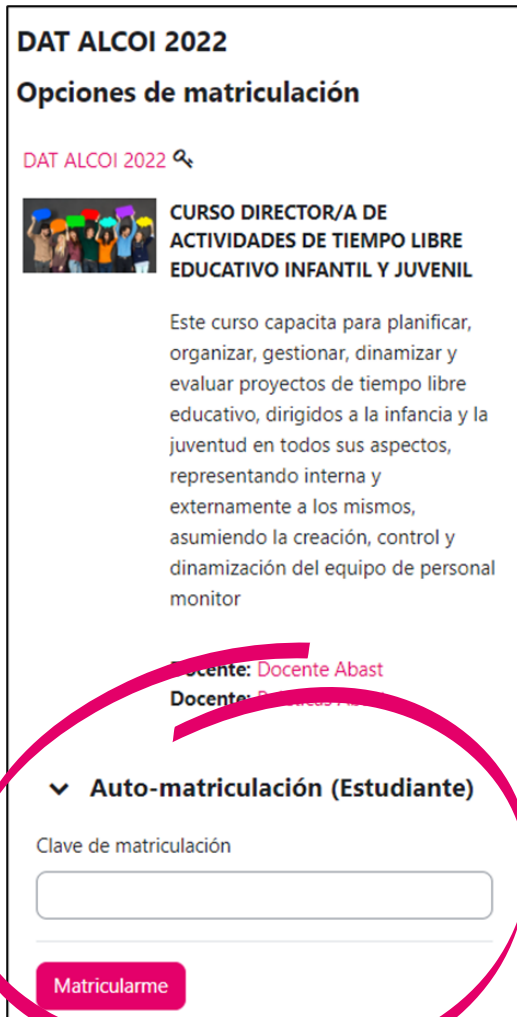 DAT ALCOI 2022
Opciones de matriculación
DAT ALCOI 2022
CURSO DIRECTOR/A DE
ACTIVIDADES DE TIEMPO LIBRE
EDUCATIVO INFANTIL Y JUVENIL
Este curso capacita para planificar,
organizar, gestionar, dinamizar y
evaluar proyectos de tiempo libre
educativo, dirigidos a la infancia y la
juventud en todos sus aspectos,
representando interna y
externamente a los mismos,
asumiendo la creación, control y
dinamización del equipo de personal
monitor
Docente: Docente Abast
Docente:
Auto-matriculación (Estudiante)
Clave de matriculación
Matricularme